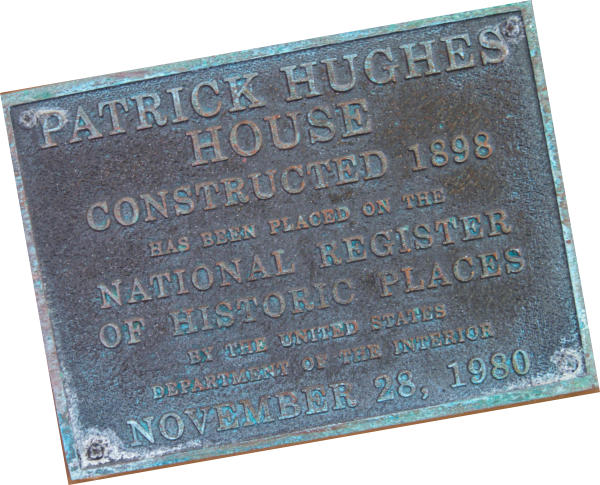 PATRICK HUGHES
HOUSE
CONSTRUCTED 1898
HAS BEEN PLACED ON THE
NATIONAL REGISTER
OF HISTORIC PLACES
BY THE UNITED STATES
DEPARTMENT OF THE INTERIOR
NOVEMBER 28, 1980